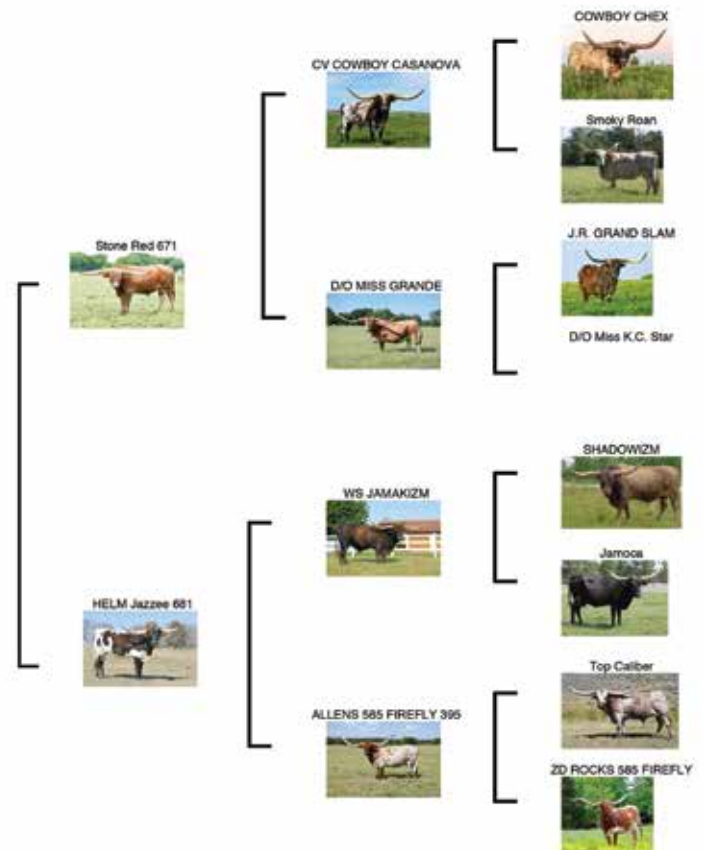 COWBOY CHEX
CV COWBOY CASANOVA
Smoky Roan
Stone Red 671
J.R. GRAND SLAM
D/O MISS GRANDE
D/O Miss K.C. Star
SHADOWIZM
WS JAMAKIZM
Jamoca
HELM Jazzee 681
Top Caliber
ALLENS 585 FIREFLY 395
ZD ROCKS 585 FIREFLY